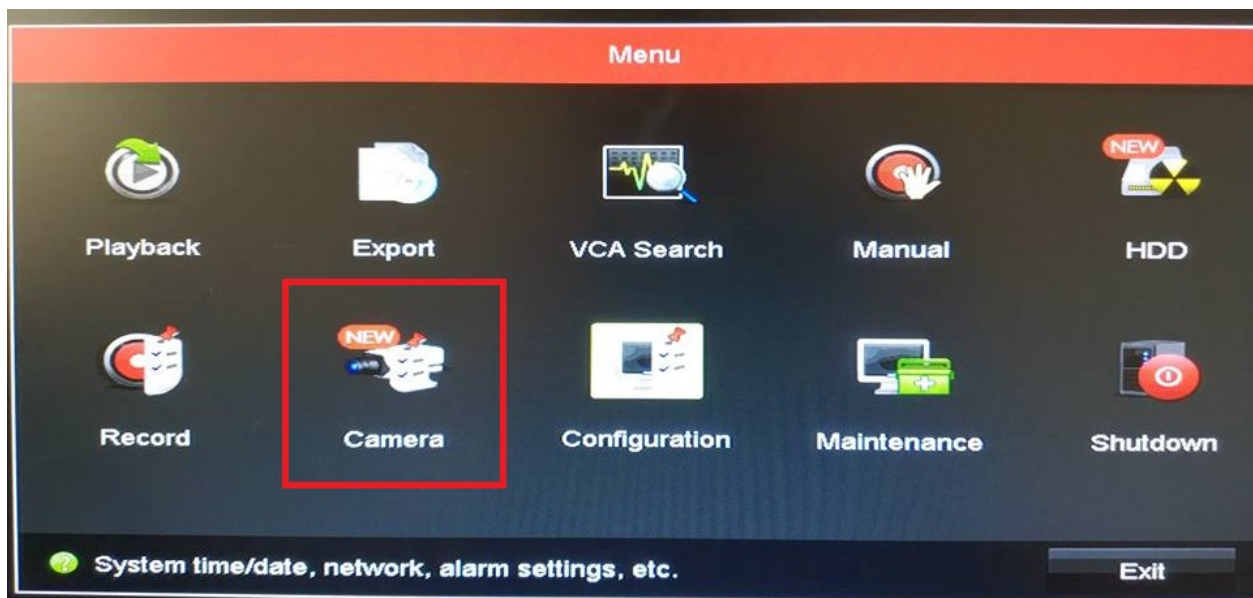 Menu
NEW
Playback Export VCA Search Manual HDD
NEW
Record Camera Configuration Maintenance Shutdown
System time/date, network, alarm settings, etc.
Exit